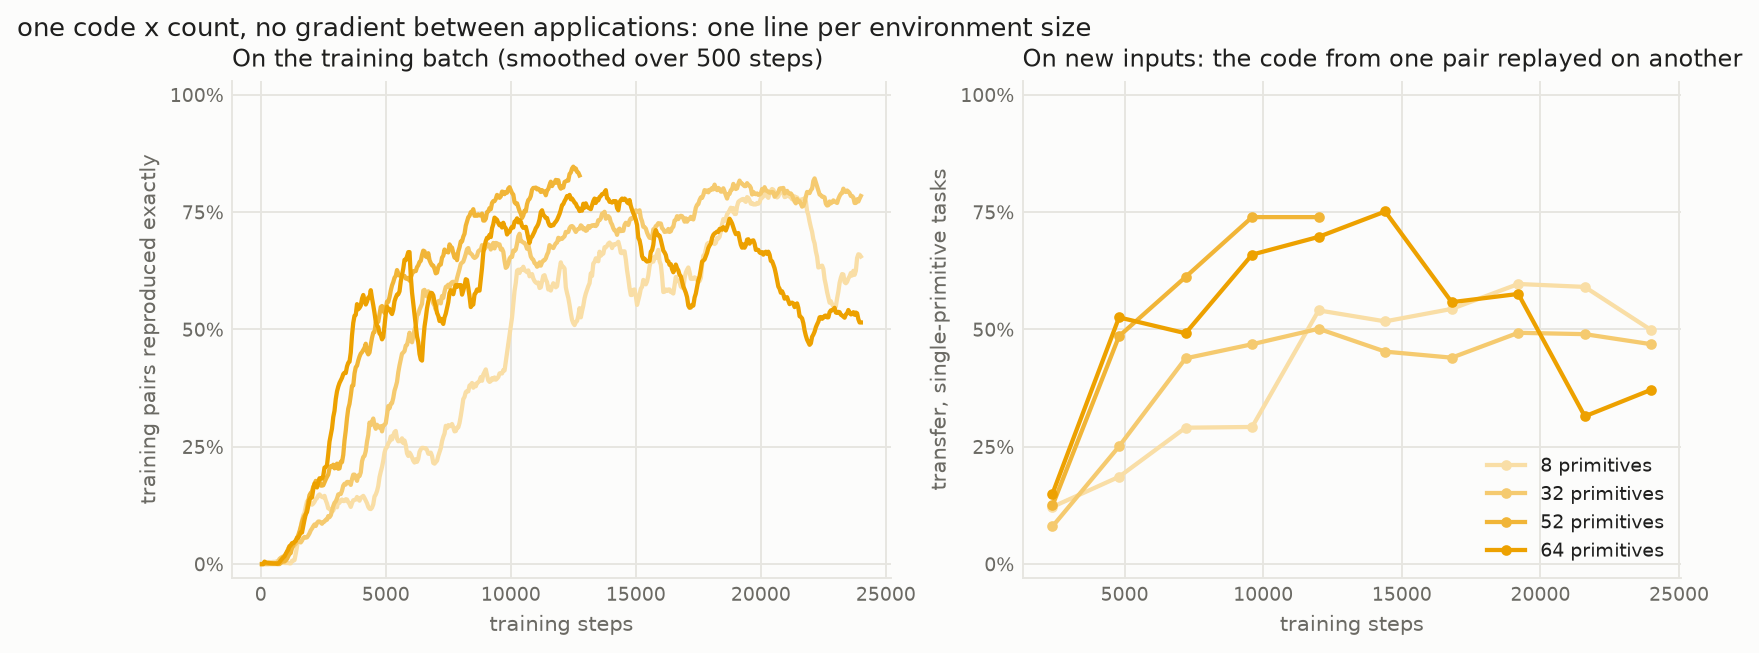 one code x count, no gradient between applications: one line per environment size
On the training batch (smoothed over 500 steps)
training pairs reproduced exactly
100%
75%
50%
25%
0%
0
5000
10000
15000
20000
25000
training steps
On new inputs: the code from one pair replayed on another
transfer, single-primitive tasks
100%
75%
50%
25%
0%
5000
10000
15000
20000
25000
training steps
8 primitives
32 primitives
52 primitives
64 primitives